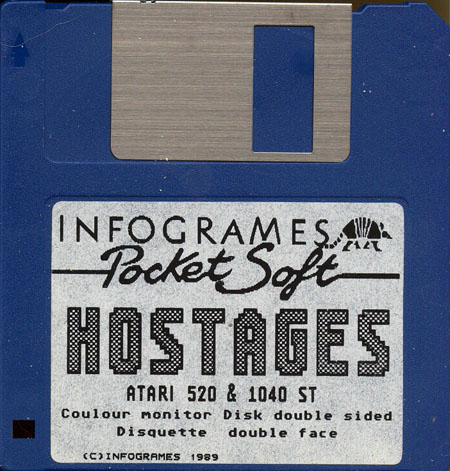 INFOGRAMES
Pocket Soft
HOSTAGES
ATARI 520 & 1040 ST
Coulour monitor Disk double sided
Disquette double face
(C)INFOGRAMES 1989